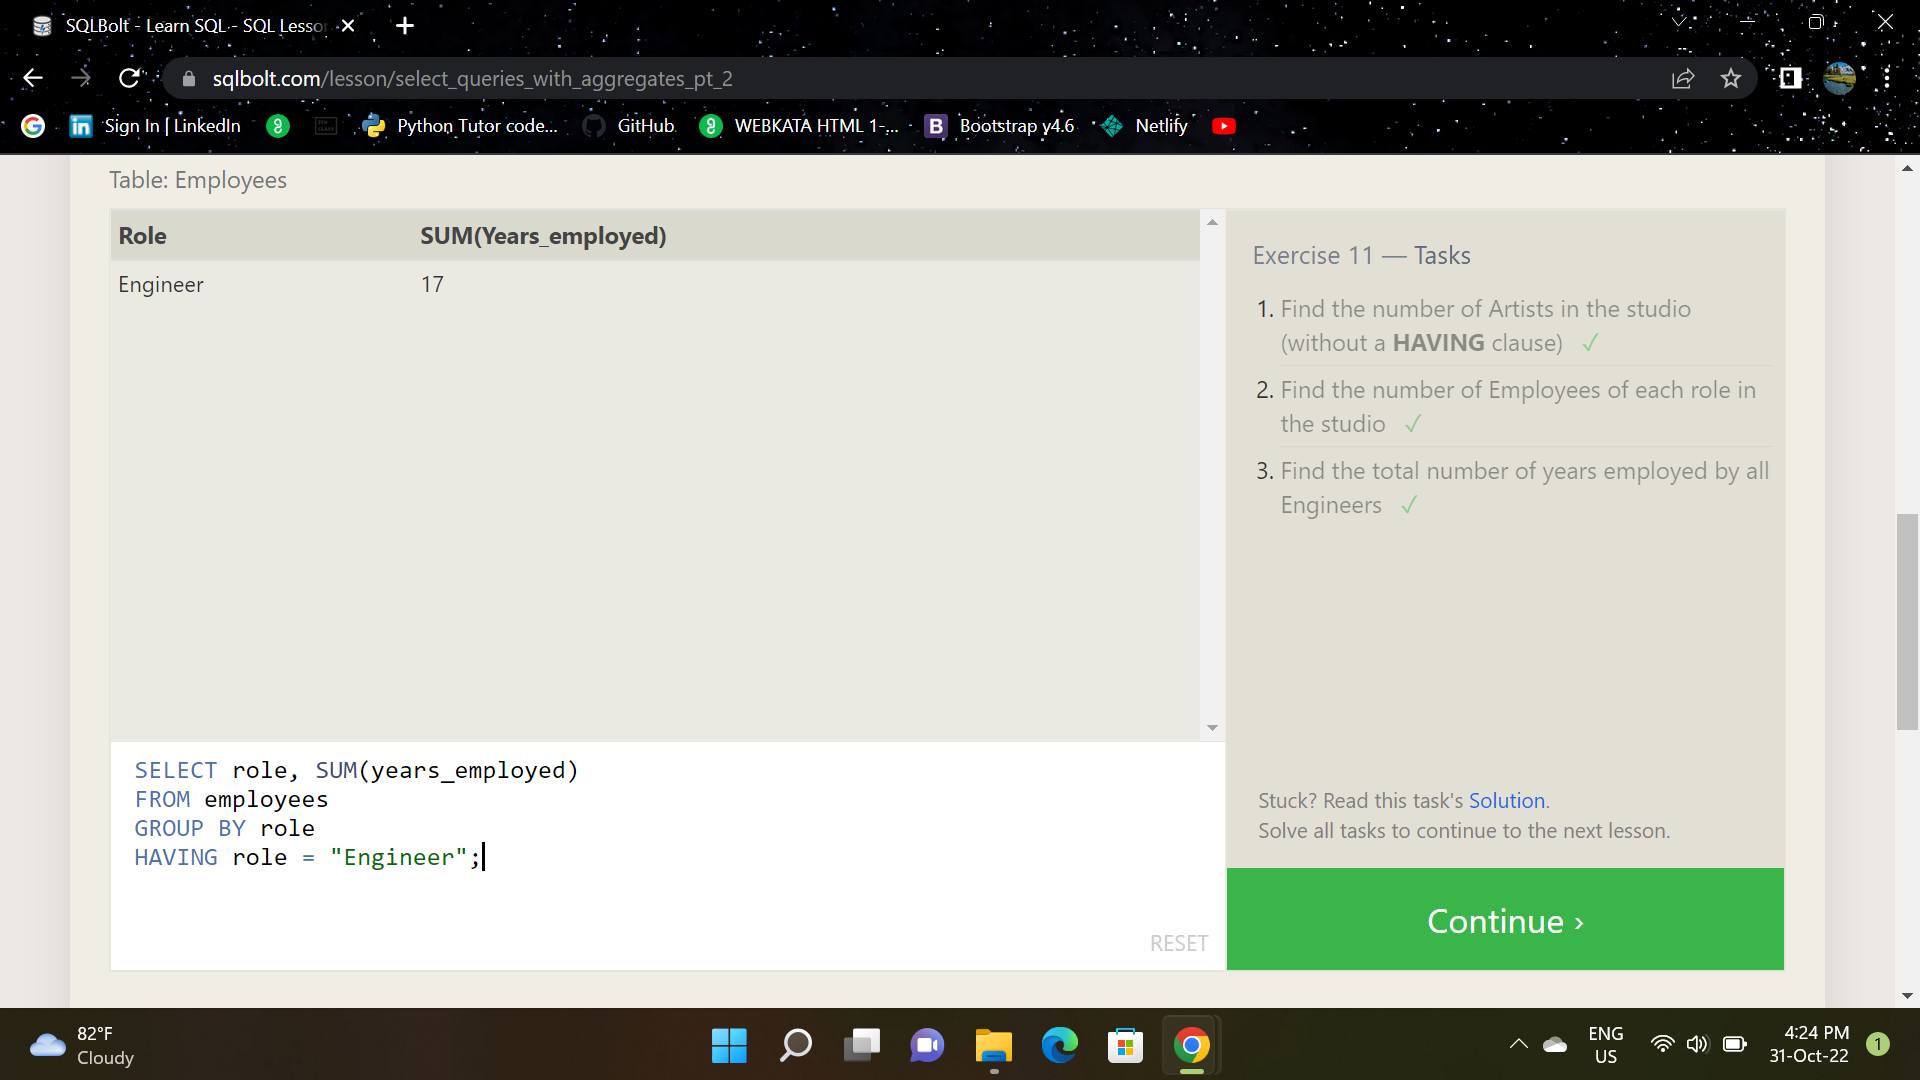 SQLBolt - Learn SQL - SQL Lesso
sqlbolt.com/lesson/select_queries_with_aggregates_pt_2
Sign In | LinkedIn
Python Tutor code...
GitHub
WEBKATA HTML 1-...
B
Bootstrap v4.6
Netlify
Table: Employees
Role SUM(Years_employed)
Engineer 17
Exercise 11 — Tasks
1. Find the number of Artists in the studio
(without a HAVING clause) ✓
2. Find the number of Employees of each role in
the studio ✓
3. Find the total number of years employed by all
Engineers ✓
SELECT role, SUM(years_employed)
FROM employees
GROUP BY role
HAVING role = "Engineer";
RESET
Stuck? Read this task's Solution.
Solve all tasks to continue to the next lesson.
Continue ›
82°F
Cloudy
ENG
US
4:24 PM
31-Oct-22
1